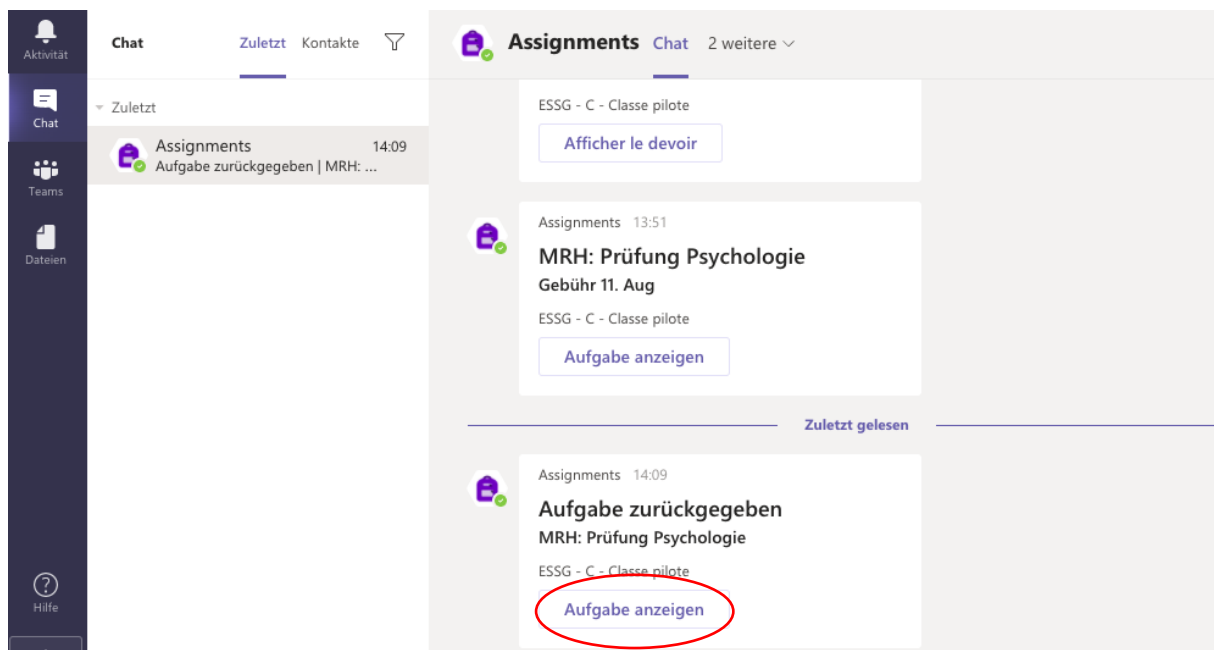 Aktivität
Chat
Teams
Dateien
Hilfe
Chat Zuletzt Kontakte
Zuletzt
Assignments 14:09
Aufgabe zurückgegeben | MRH: ...
Assignments Chat 2 weitere
ESSG - C - Classe pilote
Afficher le devoir
Assignments 13:51
MRH: Prüfung Psychologie
Gebühr 11. Aug
ESSG - C - Classe pilote
Aufgabe anzeigen
Zuletzt gelesen
Assignments 14:09
Aufgabe zurückgegeben
MRH: Prüfung Psychologie
ESSG - C - Classe pilote
Aufgabe anzeigen